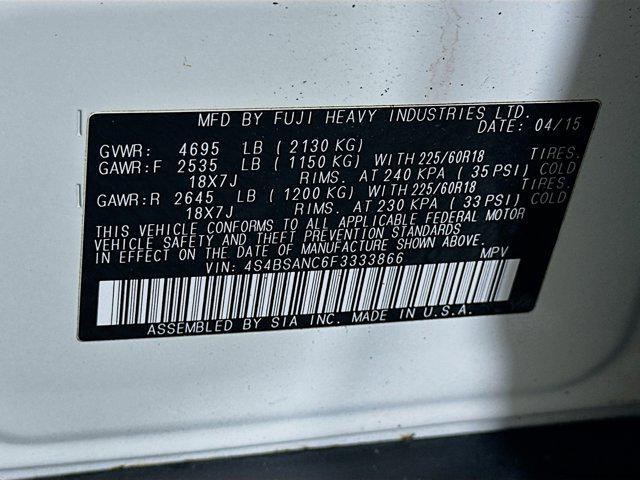 MFD BY FUJI HEAVY INDUSTRIES LTD.
DATE: 04/15
GVWR: 4695 LB (2130 KG)
GAWR:F 2535 LB (1150 KG) WITH 225/60R18 TIRES.
18X7J RIMS. AT 240 KPA (35 PSI) COLD
GAWR:R 2645 LB (1200 KG) WITH 225/60R18 TIRES.
18X7J RIMS. AT 230 KPA (33 PSI) COLD
THIS VEHICLE CONFORMS TO ALL APPLICABLE FEDERAL MOTOR
VEHICLE SAFETY AND THEFT PREVENTION STANDARDS
IN EFFECT ON THE DATE OF MANUFACTURE SHOWN ABOVE.
VIN: 4S4BSANC6F3333866 MPV
ASSEMBLED BY SIA INC. MADE IN U.S.A.